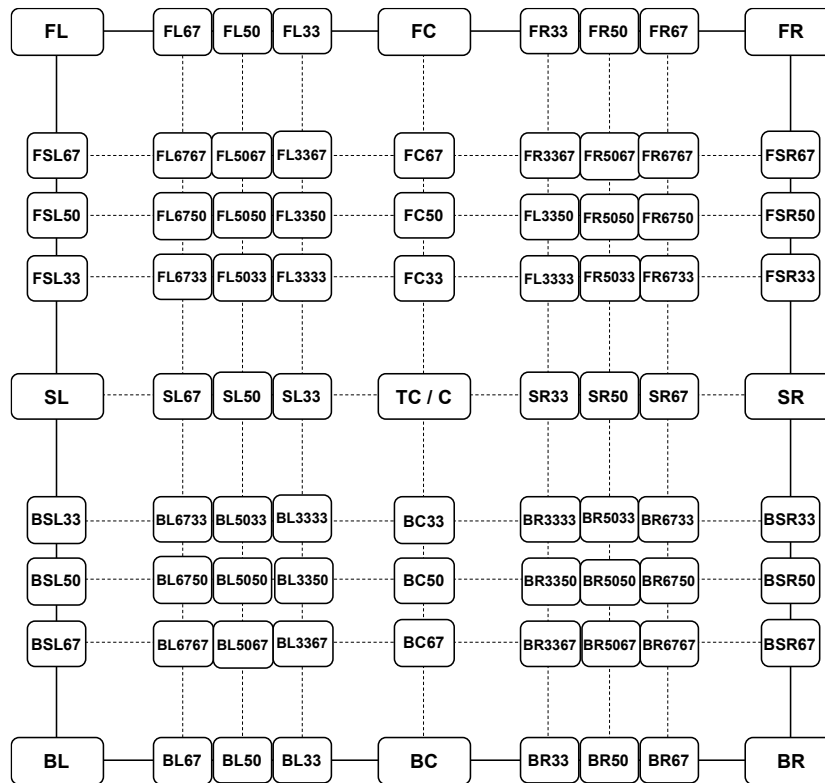 FL FL67 FL50 FL33 FC FR33 FR50 FR67 FR
FSL67 FL6767 FL5067 FL3367 FC67 FR3367 FR5067 FR6767 FSR67
FSL50 FL6750 FL5050 FL3350 FC50 FL3350 FR5050 FR6750 FSR50
FSL33 FL6733 FL5033 FL3333 FC33 FL3333 FR5033 FR6733 FSR33
SL SL67 SL50 SL33 TC / C SR33 SR50 SR67 SR
BSL33 BL6733 BL5033 BL3333 BC33 BR3333 BR5033 BR6733 BSR33
BSL50 BL6750 BL5050 BL3350 BC50 BR3350 BR5050 BR6750 BSR50
BSL67 BL6767 BL5067 BL3367 BC67 BR3367 BR5067 BR6767 BSR67
BL BL67 BL50 BL33 BC BR33 BR50 BR67 BR